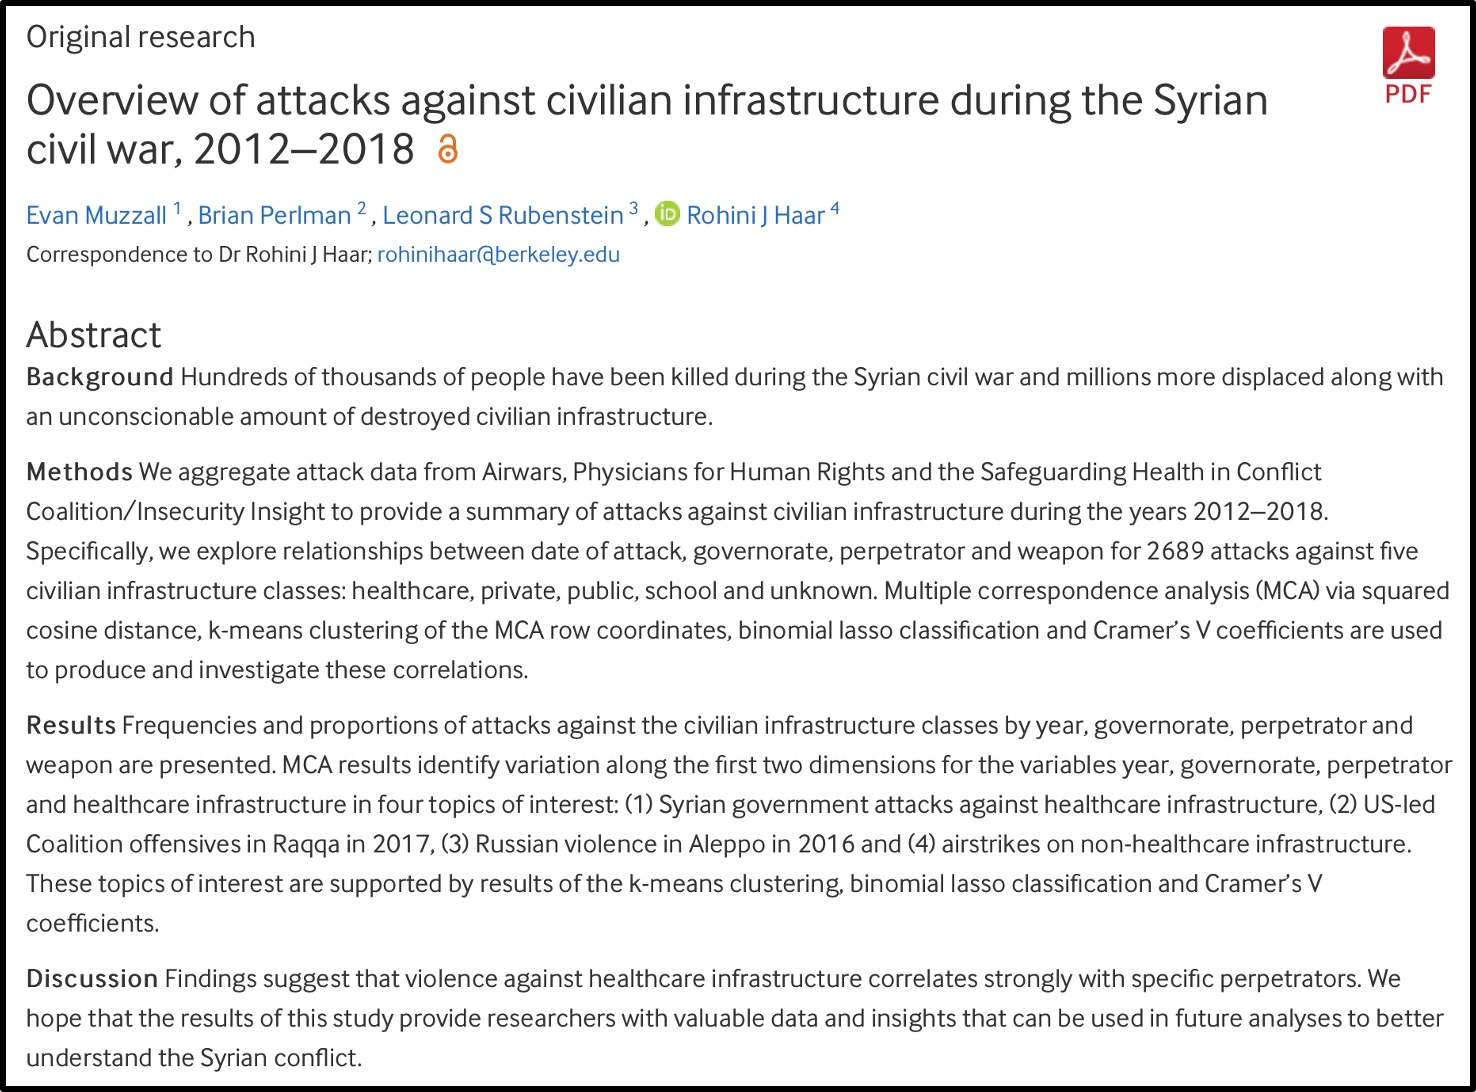 Original research
PDF
Overview of attacks against civilian infrastructure during the Syrian
civil war, 2012–2018
Evan Muzzall 1 , Brian Perlman 2 , Leonard S Rubenstein 3 , iD Rohini J Haar 4
Correspondence to Dr Rohini J Haar; rohinihaar@berkeley.edu
Abstract
Background Hundreds of thousands of people have been killed during the Syrian civil war and millions more displaced along with
an unconscionable amount of destroyed civilian infrastructure.
Methods We aggregate attack data from Airwars, Physicians for Human Rights and the Safeguarding Health in Conflict
Coalition/Insecurity Insight to provide a summary of attacks against civilian infrastructure during the years 2012–2018.
Specifically, we explore relationships between date of attack, governorate, perpetrator and weapon for 2689 attacks against five
civilian infrastructure classes: healthcare, private, public, school and unknown. Multiple correspondence analysis (MCA) via squared
cosine distance, k-means clustering of the MCA row coordinates, binomial lasso classification and Cramer's V coefficients are used
to produce and investigate these correlations.
Results Frequencies and proportions of attacks against the civilian infrastructure classes by year, governorate, perpetrator and
weapon are presented. MCA results identify variation along the first two dimensions for the variables year, governorate, perpetrator
and healthcare infrastructure in four topics of interest: (1) Syrian government attacks against healthcare infrastructure, (2) US-led
Coalition offensives in Raqqa in 2017, (3) Russian violence in Aleppo in 2016 and (4) airstrikes on non-healthcare infrastructure.
These topics of interest are supported by results of the k-means clustering, binomial lasso classification and Cramer's V
coefficients.
Discussion Findings suggest that violence against healthcare infrastructure correlates strongly with specific perpetrators. We
hope that the results of this study provide researchers with valuable data and insights that can be used in future analyses to better
understand the Syrian conflict.